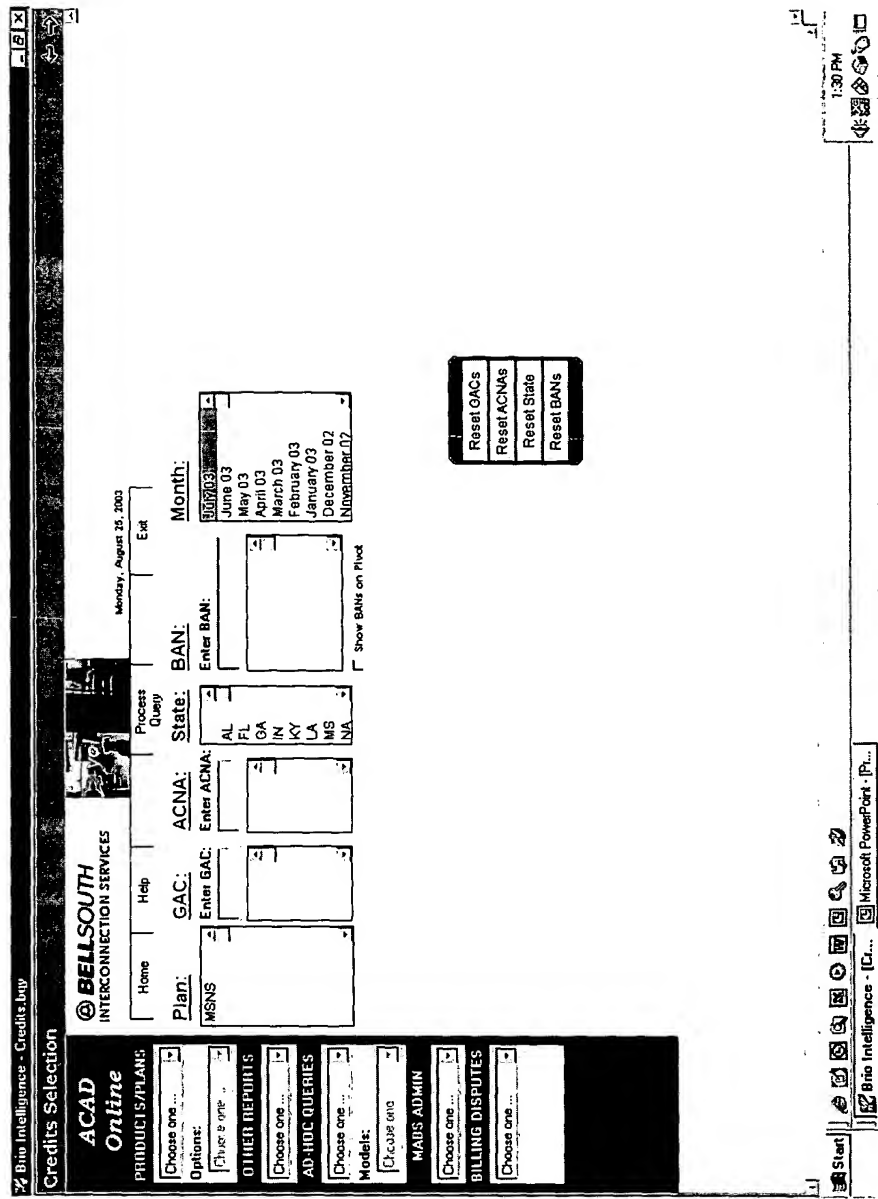 Brio Intelligence - Credits.bqy
Credits Selection
ACAD
Online
PRODUCTS/PLANS
Choose one ...
Options:
Choose one ...
OTHER REPORTS
Choose one ...
AD-HOC QUERIES
Choose one ...
Models:
Choose one
MADS ADMIN
Choose one ...
BILLING DISPUTES
Choose one ...
BELLSOUTH
INTERCONNECTION SERVICES
Monday, August 25, 2003
Home
Help
Process Query
Exit
Plan:
MSNS
GAC:
Enter GAC:
ACNA:
Enter ACNA:
State:
AL
FL
GA
IN
KY
LA
MS
NA
BAN:
Enter BAN:
Show BANs on Pivot
Month:
July 03
June 03
May 03
April 03
March 03
February 03
January 03
December 02
November 02
Reset GACs
Reset ACNAs
Reset State
Reset BANs
Start
Brio Intelligence - [Cr...
Microsoft PowerPoint - [Pr...
1:30 PM